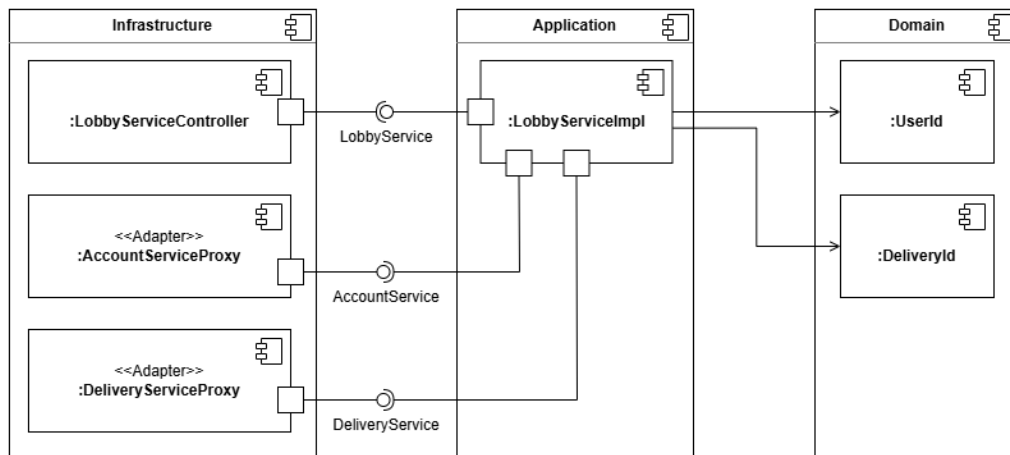 Infrastructure
Application
Domain
:LobbyServiceController
LobbyService
:LobbyServiceImpl
:UserId
<<Adapter>>
:AccountServiceProxy
AccountService
:DeliveryId
<<Adapter>>
:DeliveryServiceProxy
DeliveryService